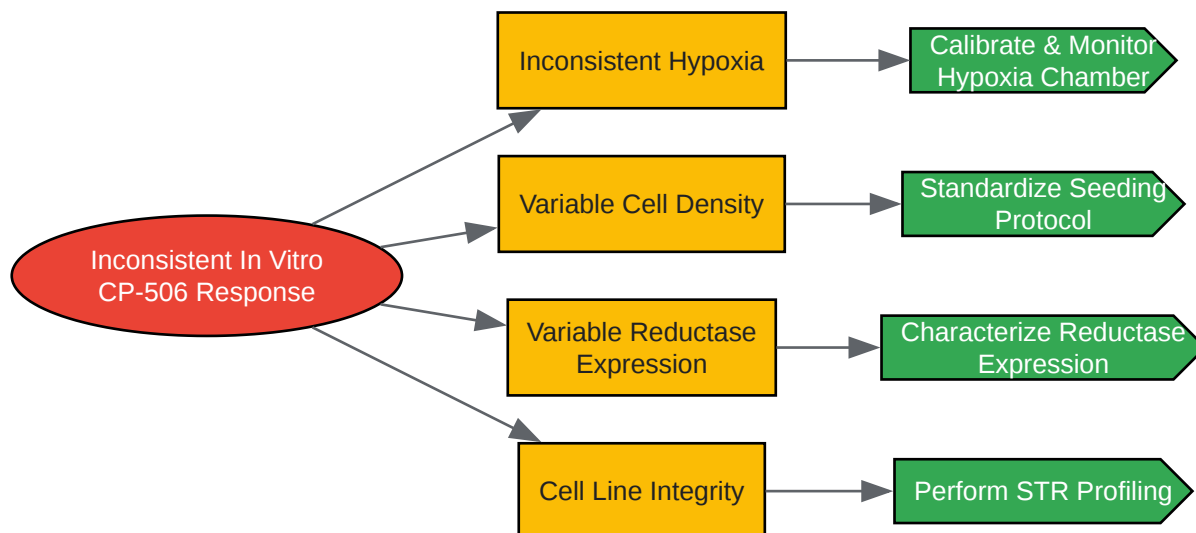 Inconsistent In Vitro
CP-506 Response
Inconsistent Hypoxia
Calibrate & Monitor
Hypoxia Chamber
Variable Cell Density
Standardize Seeding
Protocol
Variable Reductase
Expression
Characterize Reductase
Expression
Cell Line Integrity
Perform STR Profiling